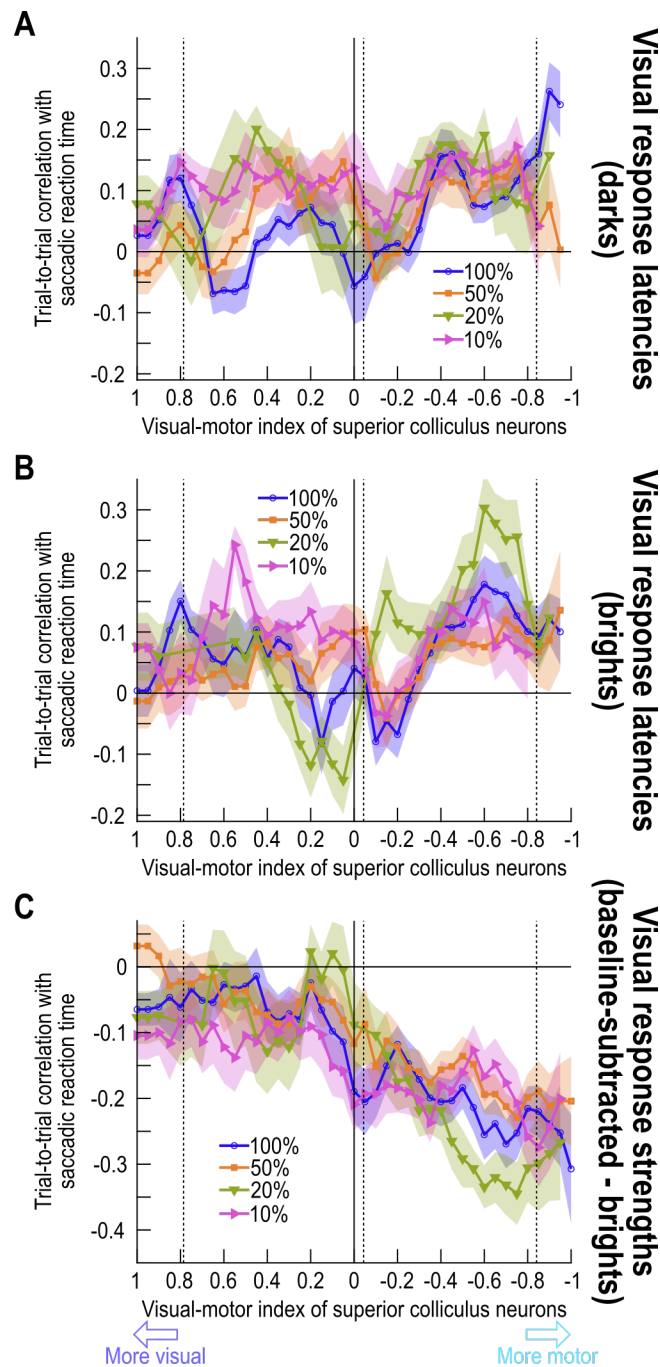 A
Trial-to-trial correlation with
saccadic reaction time
0.3
0.2
0.1
0
-0.1
-0.2
100%
50%
20%
10%
1 0.8 0.6 0.4 0.2 0 -0.2 -0.4 -0.6 -0.8 -1
Visual-motor index of superior colliculus neurons
Visual response latencies
(darks)
B
Trial-to-trial correlation with
saccadic reaction time
0.3
0.2
0.1
0
-0.1
-0.2
100%
50%
20%
10%
1 0.8 0.6 0.4 0.2 0 -0.2 -0.4 -0.6 -0.8 -1
Visual-motor index of superior colliculus neurons
Visual response latencies
(brights)
C
Trial-to-trial correlation with
saccadic reaction time
0
-0.1
-0.2
-0.3
-0.4
100%
50%
20%
10%
1 0.8 0.6 0.4 0.2 0 -0.2 -0.4 -0.6 -0.8 -1
Visual-motor index of superior colliculus neurons
Visual response strengths
(baseline-subtracted - brights)
More visual
More motor